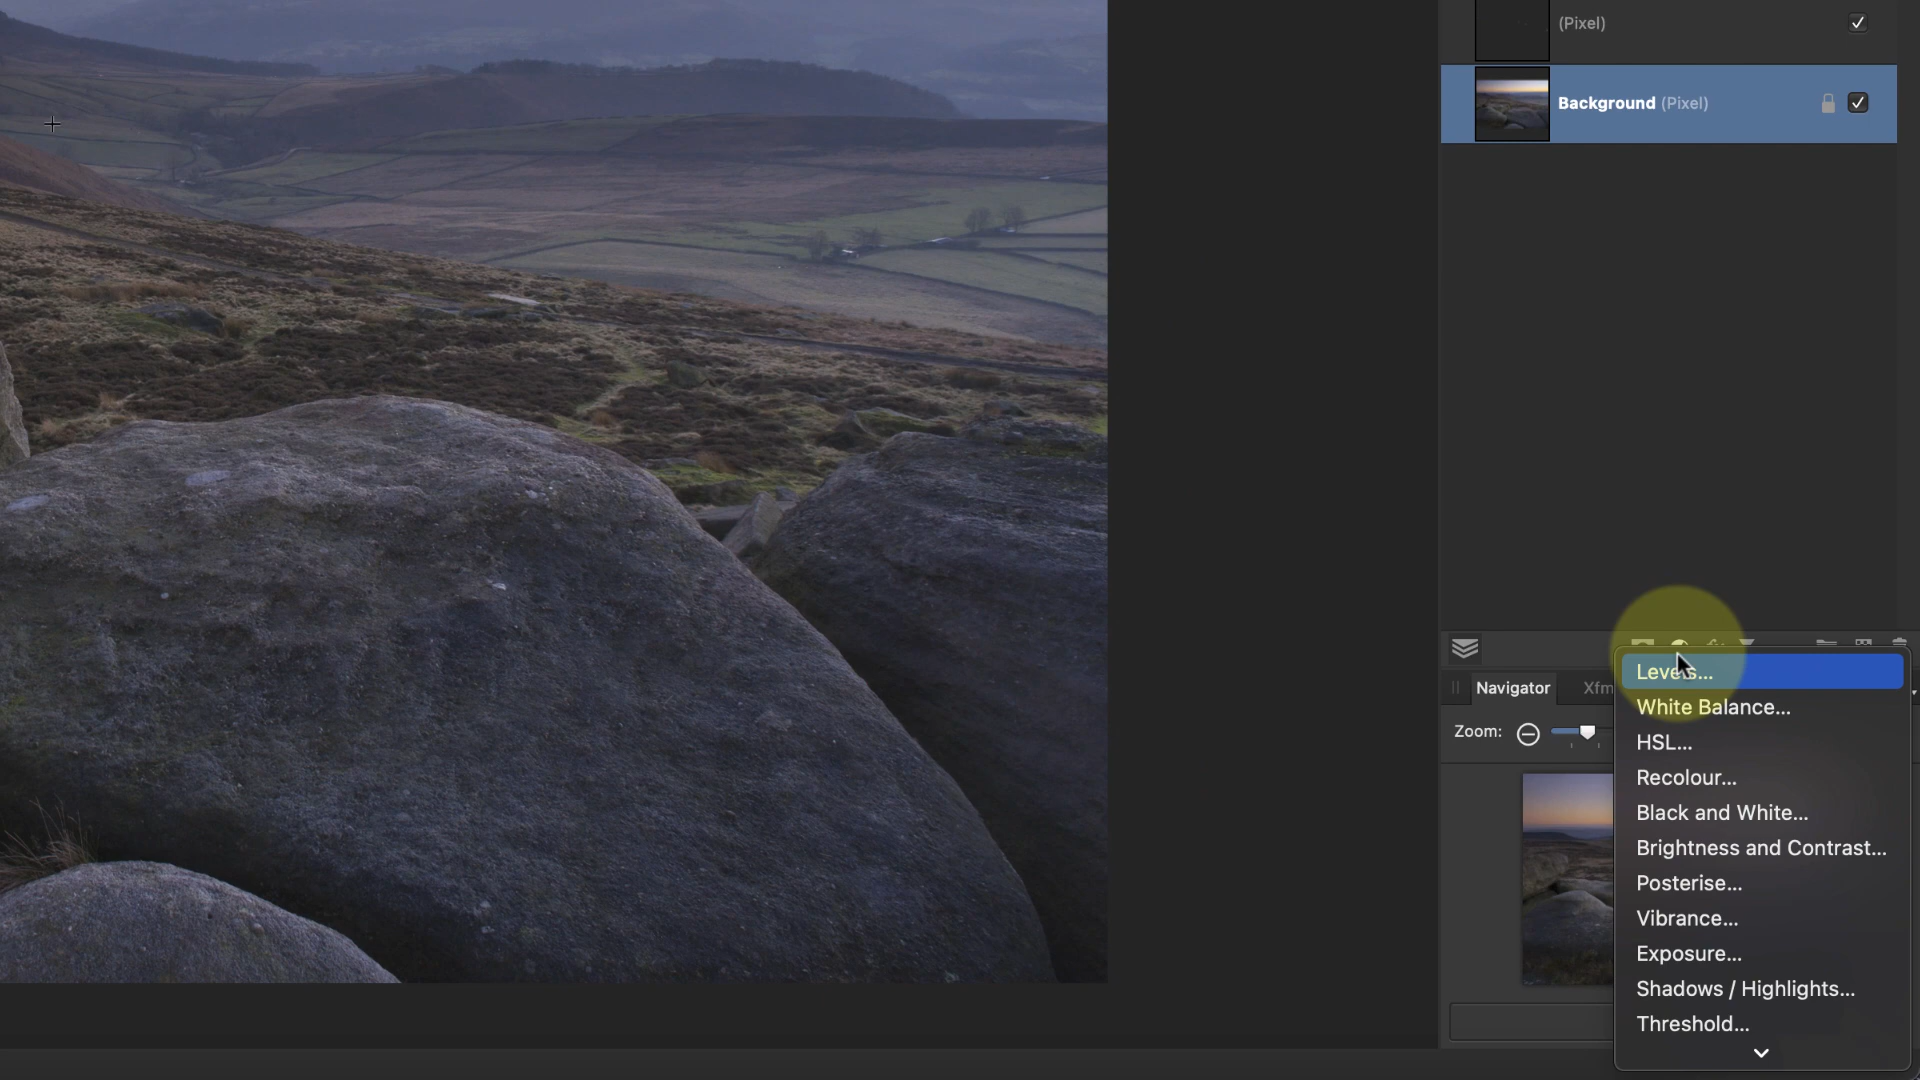 (Pixel)
Background (Pixel)
Levels...
Navigator
Xfm
White Balance...
Zoom:
HSL...
Recolour...
Black and White...
Brightness and Contrast...
Posterise...
Vibrance...
Exposure...
Shadows / Highlights...
Threshold...